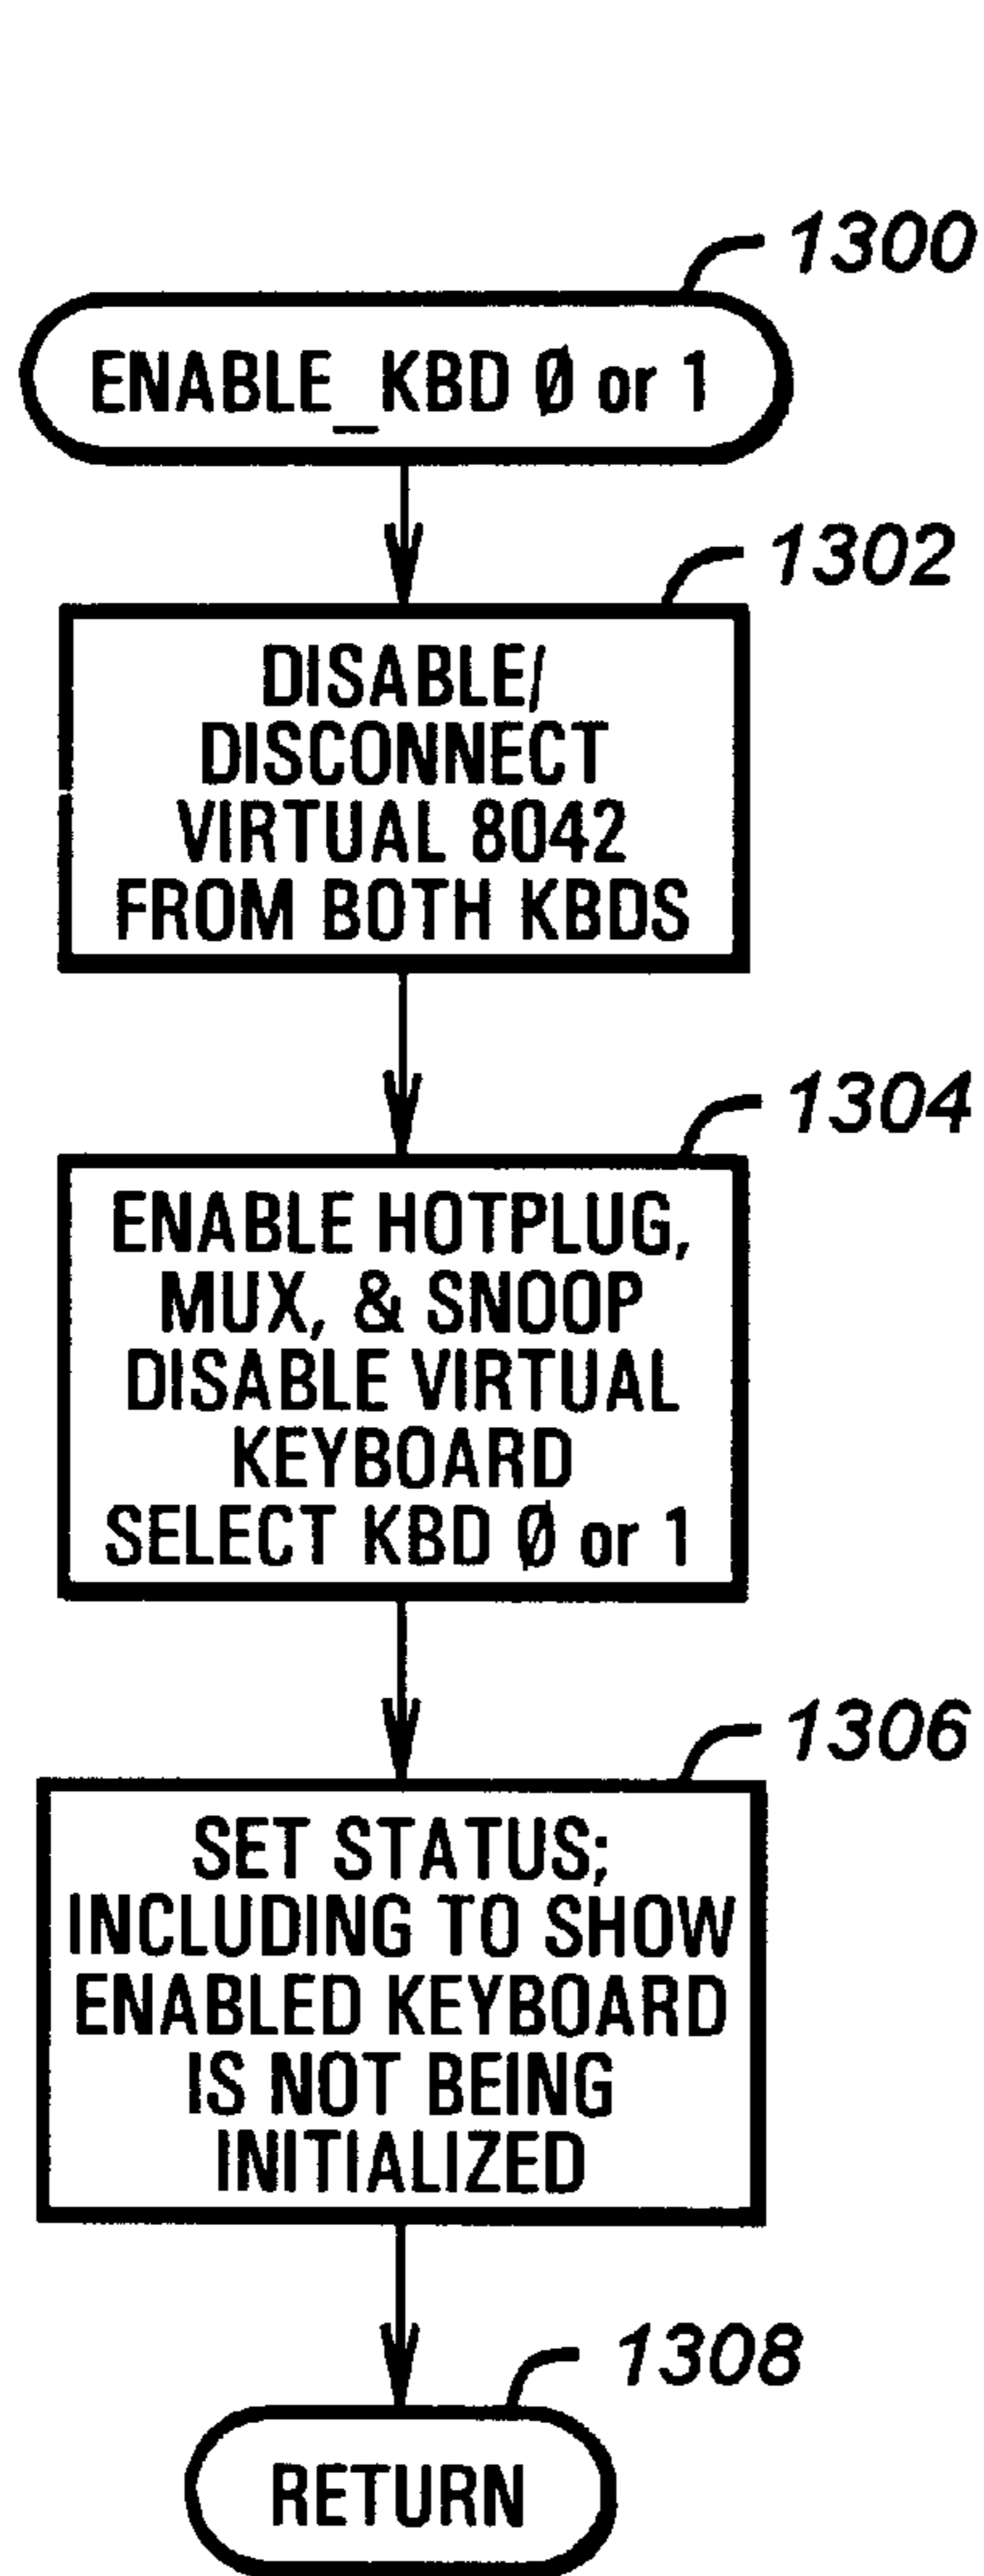 1300
ENABLE_KBD Ø or 1
1302
DISABLE/
DISCONNECT
VIRTUAL 8042
FROM BOTH KBDS
1304
ENABLE HOTPLUG,
MUX, & SNOOP
DISABLE VIRTUAL
KEYBOARD
SELECT KBD Ø or 1
1306
SET STATUS;
INCLUDING TO SHOW
ENABLED KEYBOARD
IS NOT BEING
INITIALIZED
1308
RETURN